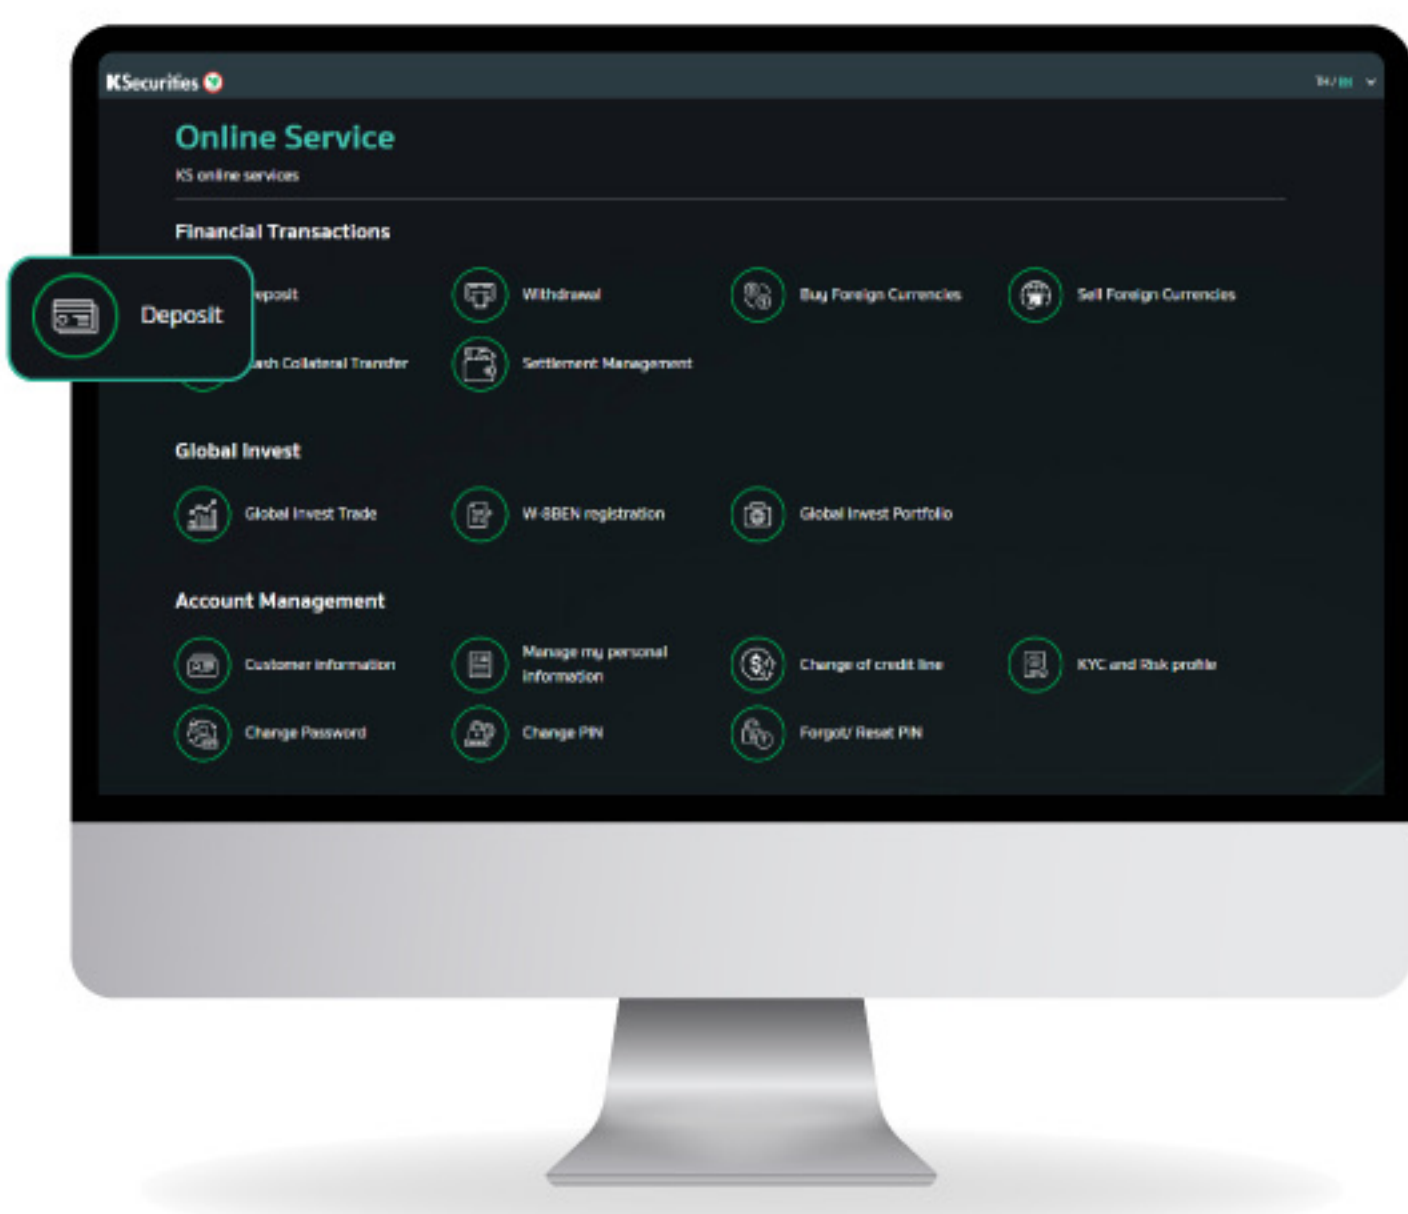 KSecurities
TH / EN
Online Service
KS online services
Financial Transactions
Deposit
eposit
Withdrawal
Buy Foreign Currencies
Sell Foreign Currencies
ash Collateral Transfer
Settlement Management
Global Invest
Global Invest Trade
W-8BEN registration
Global Invest Portfolio
Account Management
Customer information
Manage my personal
information
Change of credit line
KYC and Risk profile
Change Password
Change PIN
Forgot/ Reset PIN